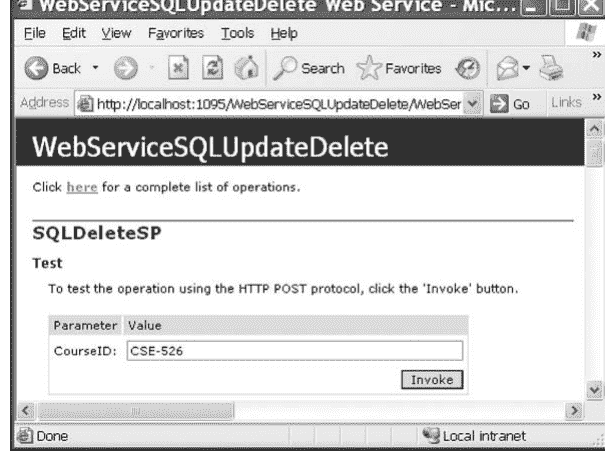 WebServiceSQLUpdateDelete Web Service - Mic...
File Edit View Favorites Tools Help
Back Search Favorites »
Address http://localhost:1095/WebServiceSQLUpdateDelete/WebSer Go Links »
WebServiceSQLUpdateDelete
Click here for a complete list of operations.
SQLDeleteSP
Test
To test the operation using the HTTP POST protocol, click the 'Invoke' button.
Parameter Value
CourseID: CSE-526
Invoke
Done Local intranet